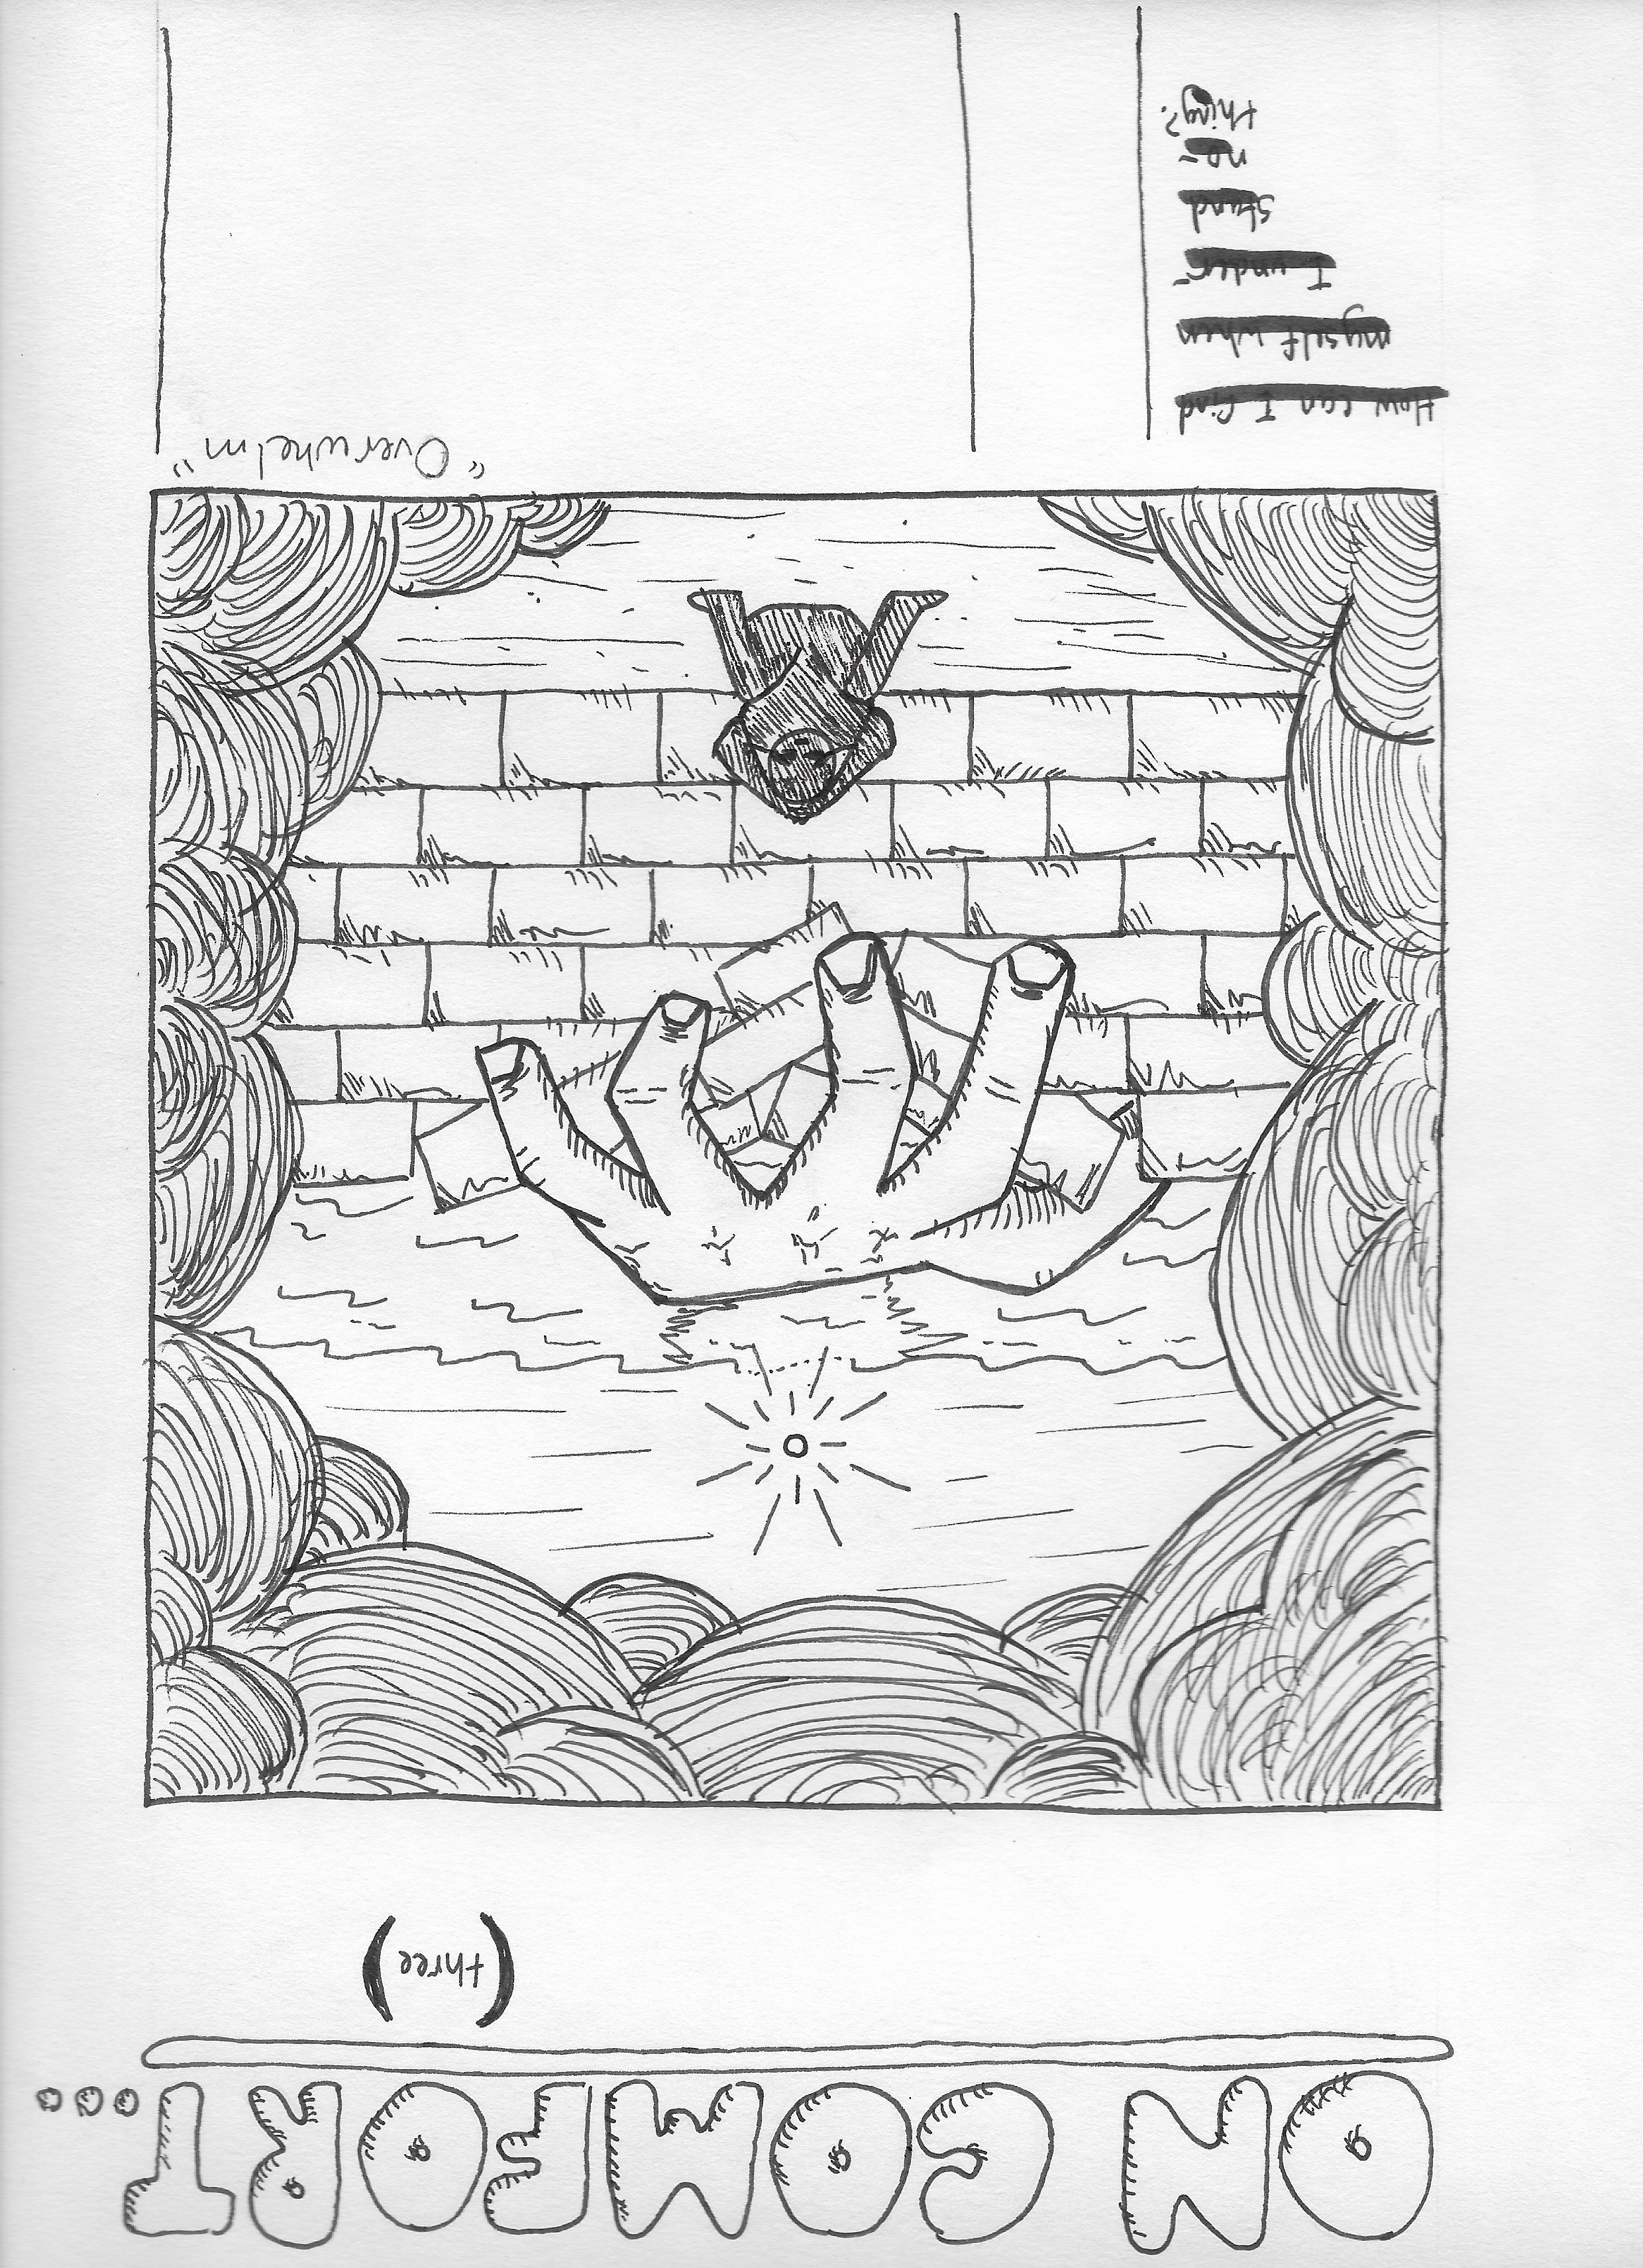 ON COMFORT...
(three)
"Overwhelm"
How can I find
myself when
I under-
stand
no-
thing?